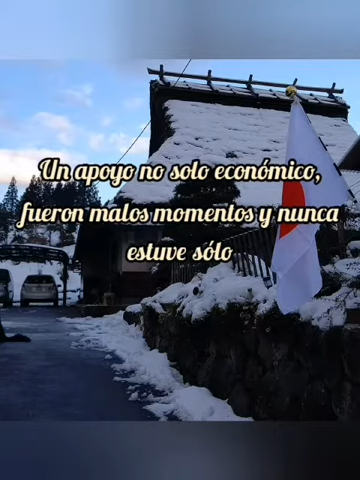 Un apoyo no solo económico,
fueron malos momentos y nunca
estuve sólo